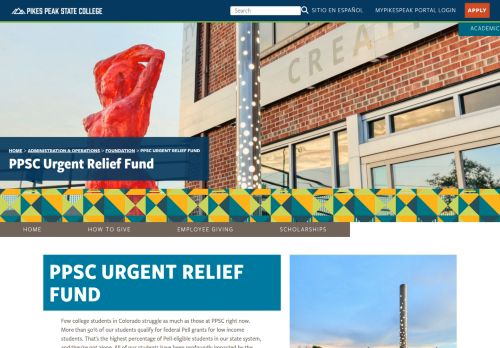 PIKES PEAK STATE COLLEGE
Search
SITIO EN ESPAÑOL
MYPIKESPEAK PORTAL LOGIN
APPLY
ACADEMIC
CREAT
HOME > ADMINISTRATION & OPERATIONS > FOUNDATION > PPSC URGENT RELIEF FUND
PPSC Urgent Relief Fund
HOME
HOW TO GIVE
EMPLOYEE GIVING
SCHOLARSHIPS
PPSC URGENT RELIEF
FUND
Few college students in Colorado struggle as much as those at PPSC right now.
More than 50% of our students qualify for federal Pell grants for low income
students. That's the highest percentage of Pell-eligible students in our state system,
and they're not alone. All of our students have been profoundly impacted by the